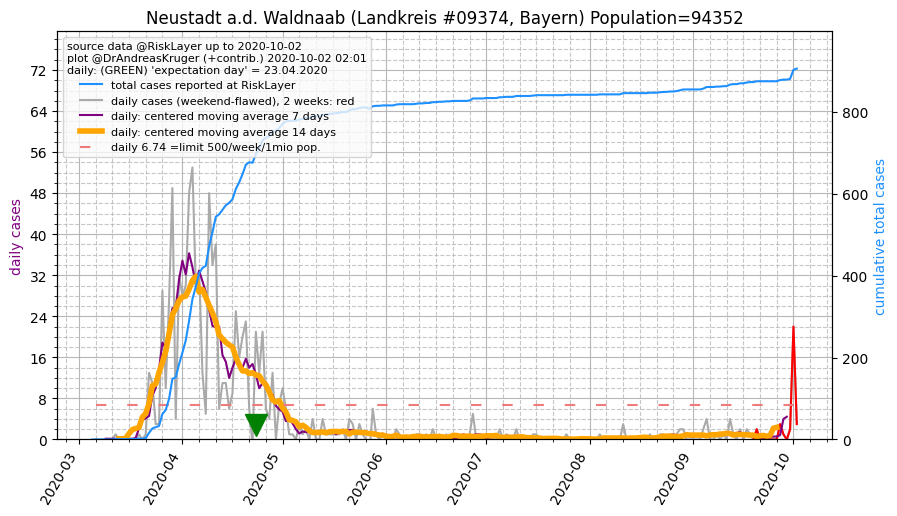 Neustadt a.d. Waldnaab (Landkreis #09374, Bayern) Population=94352
source data @RiskLayer up to 2020-10-02
plot @DrAndreasKruger (+contrib.) 2020-10-02 02:01
daily: (GREEN) 'expectation day' = 23.04.2020
total cases reported at RiskLayer
daily cases (weekend-flawed), 2 weeks: red
daily: centered moving average 7 days
daily: centered moving average 14 days
daily 6.74 =limit 500/week/1mio pop.
daily cases
72
64
56
48
40
32
24
16
8
0
cumulative total cases
800
600
400
200
0
2020-03
2020-04
2020-05
2020-06
2020-07
2020-08
2020-09
2020-10